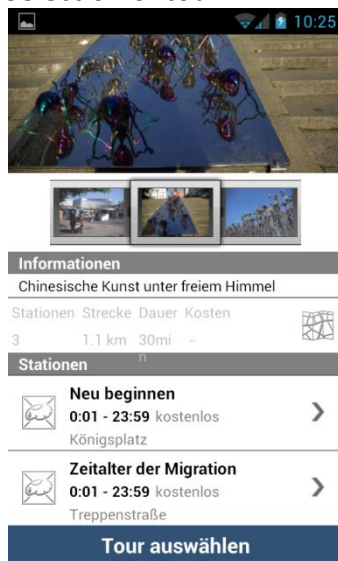 10:25
Informationen
Chinesische Kunst unter freiem Himmel
Stationen Strecke Dauer Kosten
3 1.1 km 30mi -
n
Stationen
Neu beginnen
0:01 - 23:59 kostenlos
Königsplatz
Zeitalter der Migration
0:01 - 23:59 kostenlos
Treppenstraße
Tour auswählen